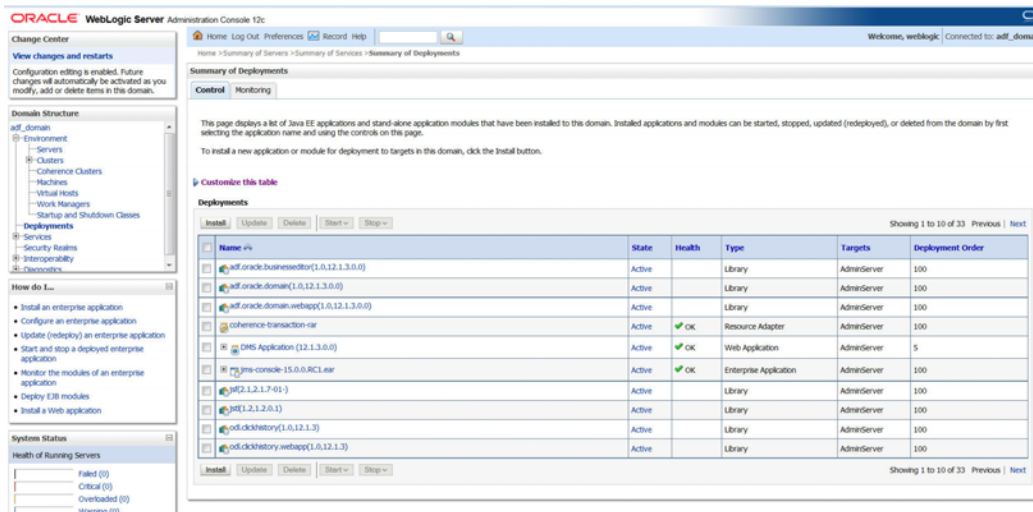 ORACLE WebLogic Server Administration Console 12c
Change Center
View changes and restarts
Configuration editing is enabled. Future
changes will automatically be activated as you
modify, add or delete items in this domain.
Domain Structure
adf_domain
Environment
Servers
Clusters
Coherence Clusters
Machines
Virtual Hosts
Work Managers
Startup and Shutdown Classes
Deployments
Services
Security Realms
Interoperability
Diagnostics
How do I...
Install an enterprise application
Configure an enterprise application
Update (redeploy) an enterprise application
Start and stop a deployed enterprise
application
Monitor the modules of an enterprise
application
Deploy EJB modules
Install a Web application
System Status
Health of Running Servers
Failed (0)
Critical (0)
Overloaded (0)
Warning (0)
Home Log Out Preferences Record Help
Welcome, weblogic Connected to: adf_doma
Home >Summary of Servers >Summary of Services >Summary of Deployments
Summary of Deployments
Control Monitoring
This page displays a list of Java EE applications and stand-alone application modules that have been installed to this domain. Installed applications and modules can be started, stopped, updated (redeployed), or deleted from the domain by first
selecting the application name and using the controls on this page.
To install a new application or module for deployment to targets in this domain, click the Install button.
Customize this table
Deployments
Install Update Delete Start Stop Showing 1 to 10 of 33 Previous | Next
Name State Health Type Targets Deployment Order
adf.oracle.businesseditor(1.0,12.1.3.0.0) Active Library AdminServer 100
adf.oracle.domain(1.0,12.1.3.0.0) Active Library AdminServer 100
adf.oracle.domain.webapp(1.0,12.1.3.0.0) Active Library AdminServer 100
coherence-transaction-rar Active OK Resource Adapter AdminServer 100
DMS Application (12.1.3.0.0) Active OK Web Application AdminServer 5
jms-console-15.0.0.RC1.ear Active OK Enterprise Application AdminServer 100
jsf(2.1,2.1.7-01-) Active Library AdminServer 100
jstl(1.2,1.2.0.1) Active Library AdminServer 100
odl.clickhistory(1.0,12.1.3) Active Library AdminServer 100
odl.clickhistory.webapp(1.0,12.1.3) Active Library AdminServer 100
Install Update Delete Start Stop Showing 1 to 10 of 33 Previous | Next